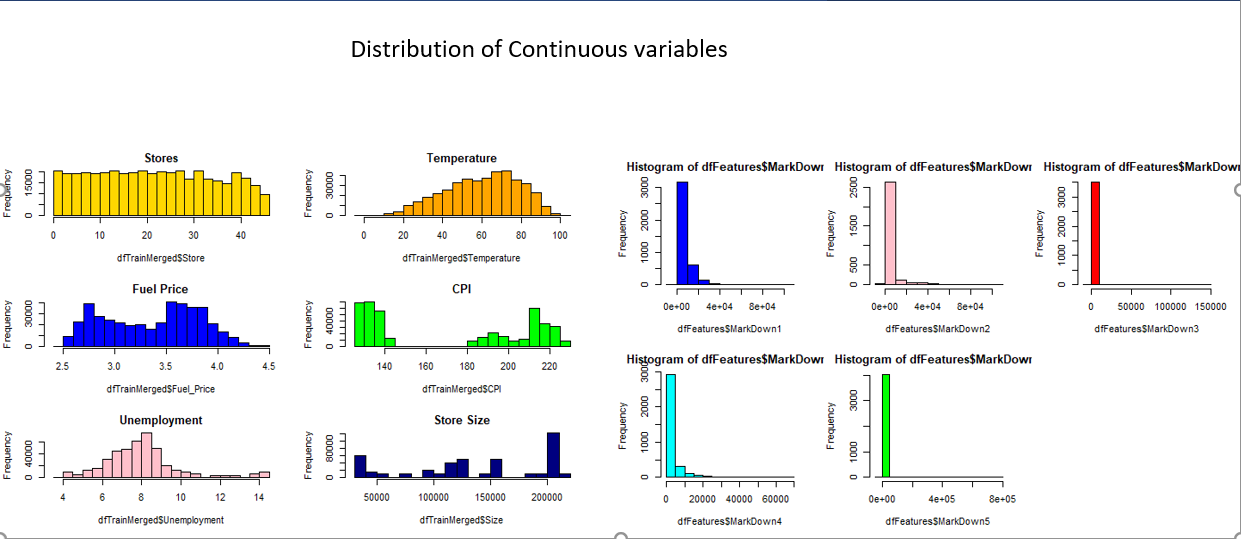 Distribution of Continuous variables
Stores
Frequency
0 15000
0 10 20 30 40
dfTrainMerged$Store
Temperature
Frequency
0 30000
0 20 40 60 80 100
dfTrainMerged$Temperature
Fuel Price
Frequency
0 30000
2.5 3.0 3.5 4.0 4.5
dfTrainMerged$Fuel_Price
CPI
Frequency
0 40000
140 160 180 200 220
dfTrainMerged$CPI
Unemployment
Frequency
0 40000
4 6 8 10 12 14
dfTrainMerged$Unemployment
Store Size
Frequency
0 80000
50000 100000 150000 200000
dfTrainMerged$Size
Histogram of dfFeatures$MarkDowr
Frequency
0 1000 2000 3000
0e+00 4e+04 8e+04
dfFeatures$MarkDown1
Histogram of dfFeatures$MarkDowr
Frequency
0 500 1500 2500
0e+00 4e+04 8e+04
dfFeatures$MarkDown2
Histogram of dfFeatures$MarkDowr
Frequency
0 1000 2000 3000
0 50000 100000 150000
dfFeatures$MarkDown3
Histogram of dfFeatures$MarkDowr
Frequency
0 1000 2000 3000
0 20000 40000 60000
dfFeatures$MarkDown4
Histogram of dfFeatures$MarkDowr
Frequency
0 1000 3000
0e+00 4e+05 8e+05
dfFeatures$MarkDown5